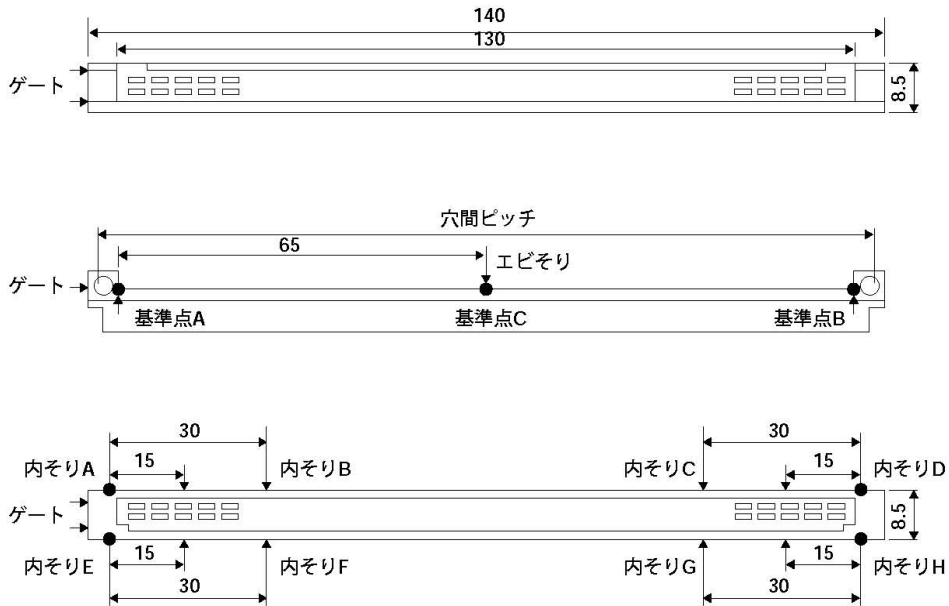 140
130
ゲート
8.5
穴間ピッチ
65
エビそり
ゲート
基準点A
基準点C
基準点B
30
30
内そりA
15
内そりB
内そりC
15
内そりD
ゲート
8.5
内そりE
15
内そりF
内そりG
15
内そりH
30
30